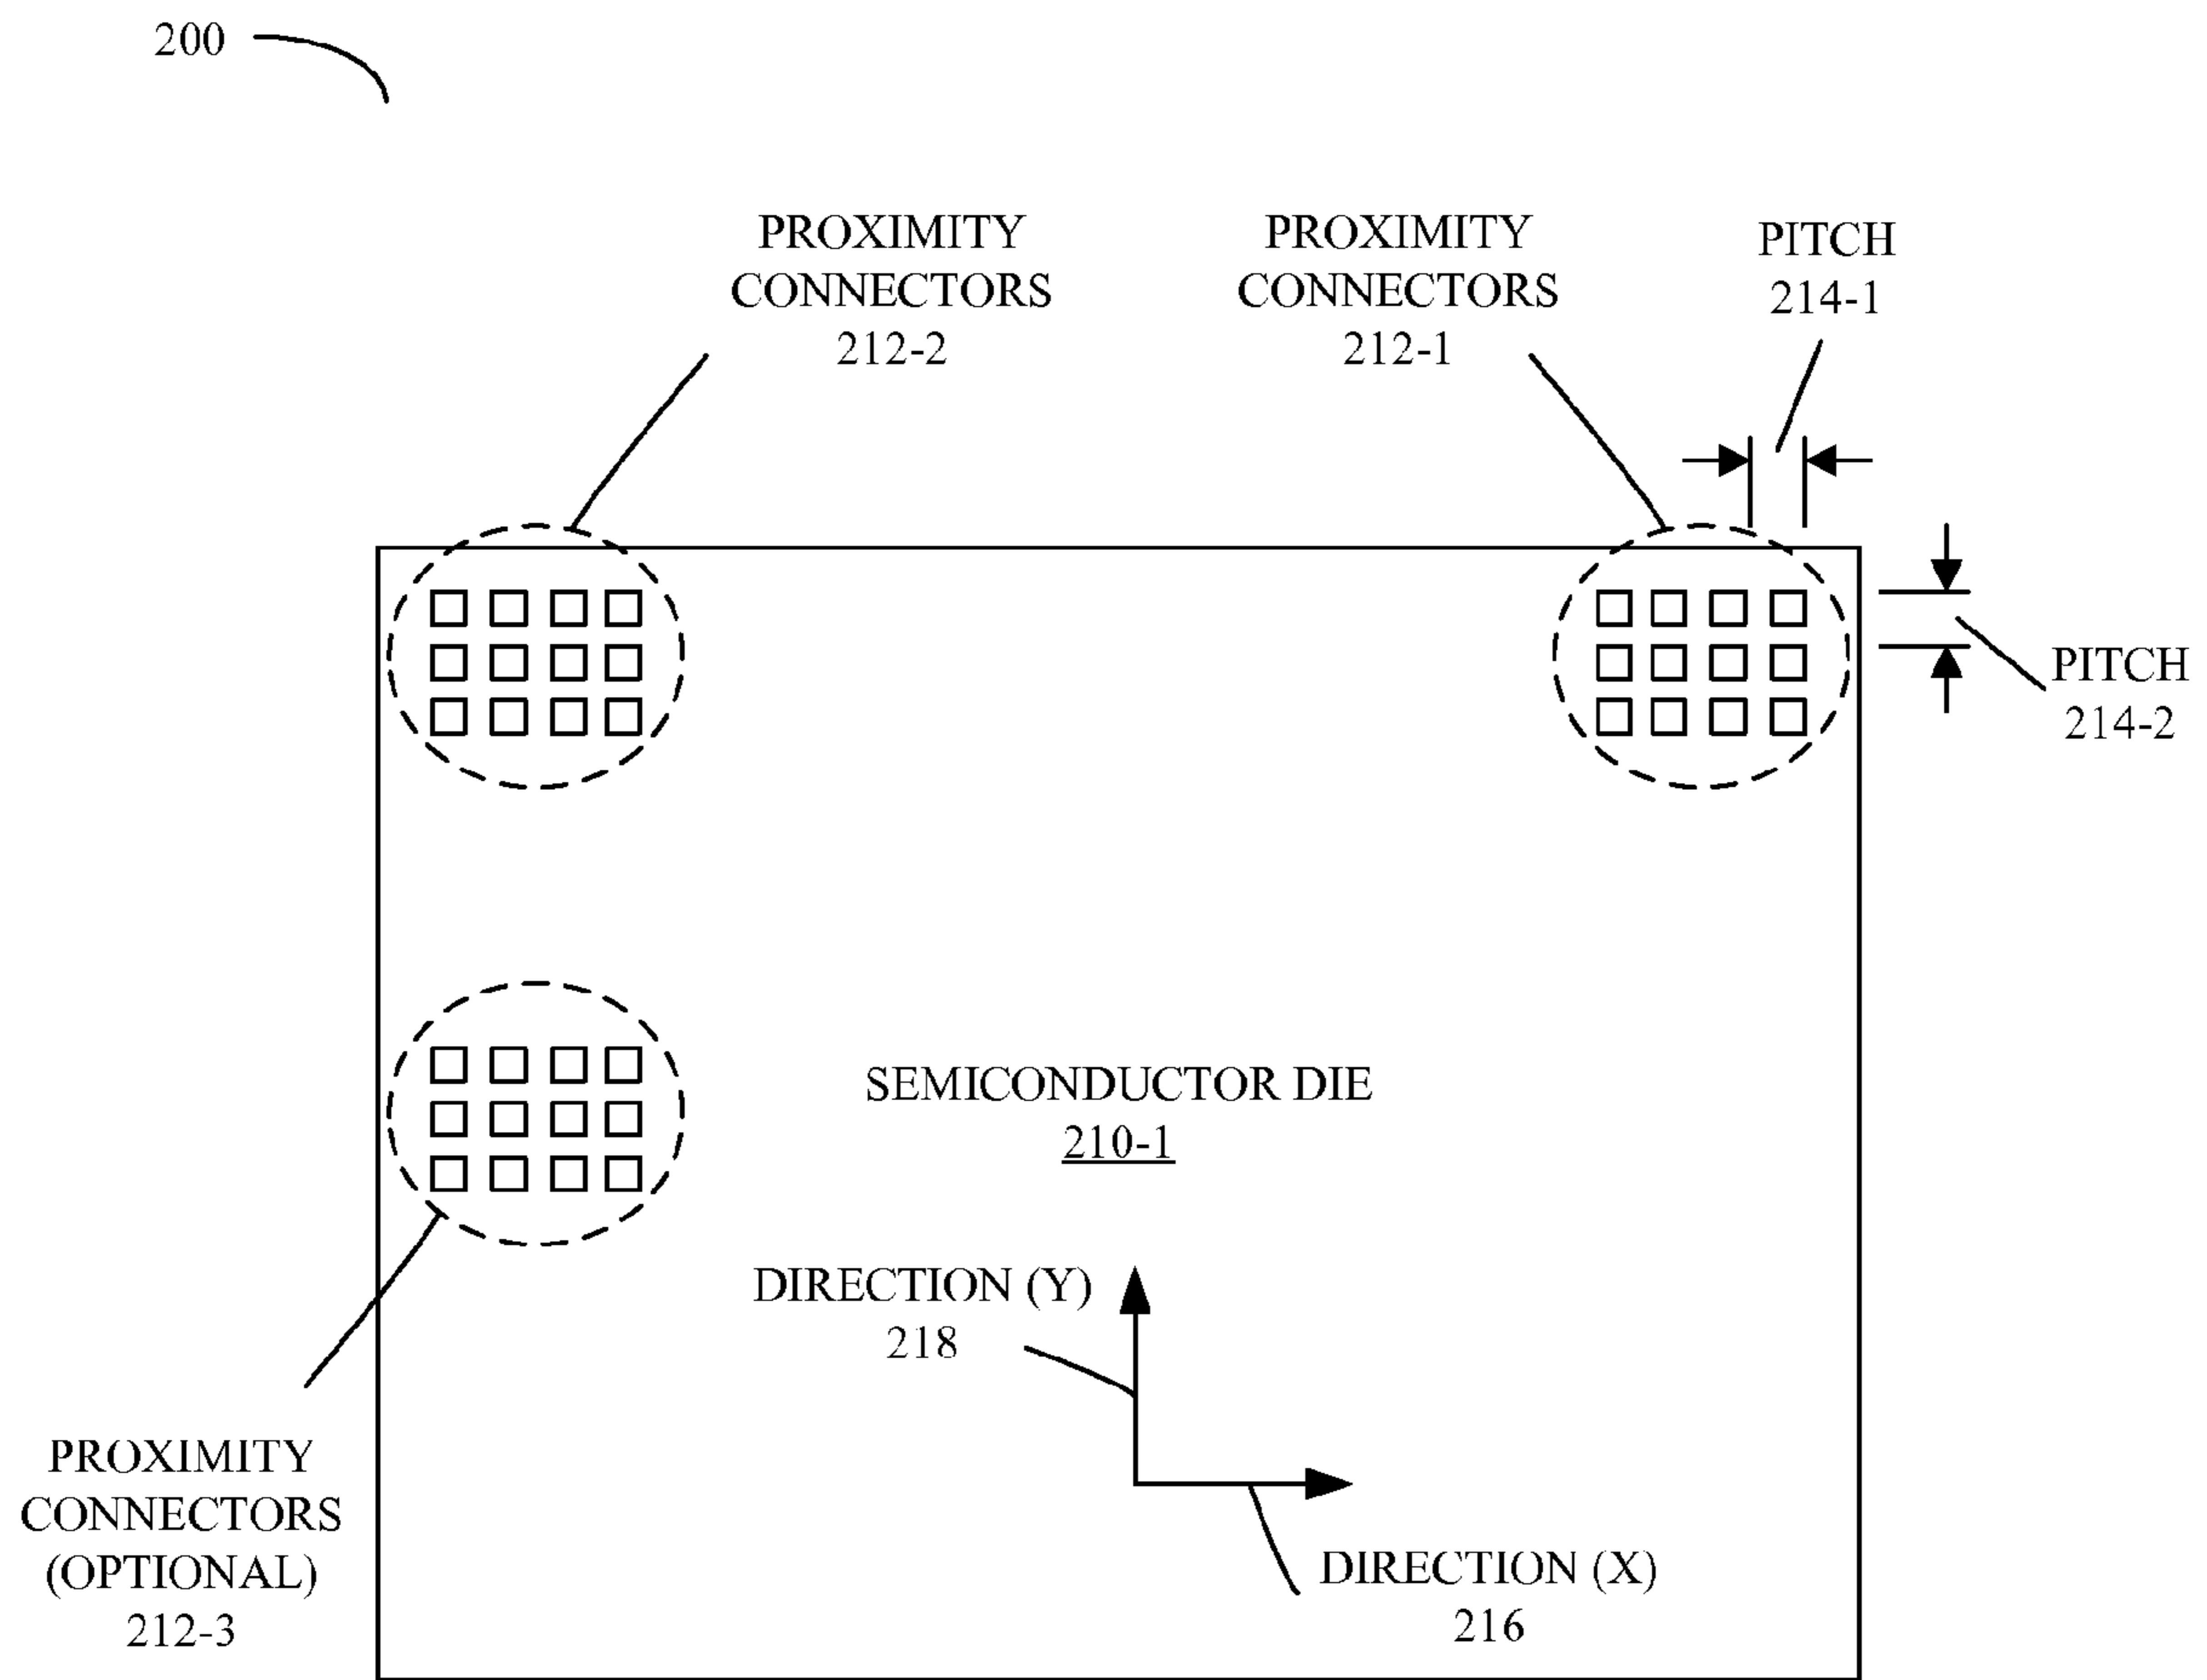 200
PROXIMITY
CONNECTORS
212-2
PROXIMITY
CONNECTORS
212-1
PITCH
214-1
PITCH
214-2
SEMICONDUCTOR DIE
210-1
DIRECTION (Y)
218
DIRECTION (X)
216
PROXIMITY
CONNECTORS
(OPTIONAL)
212-3